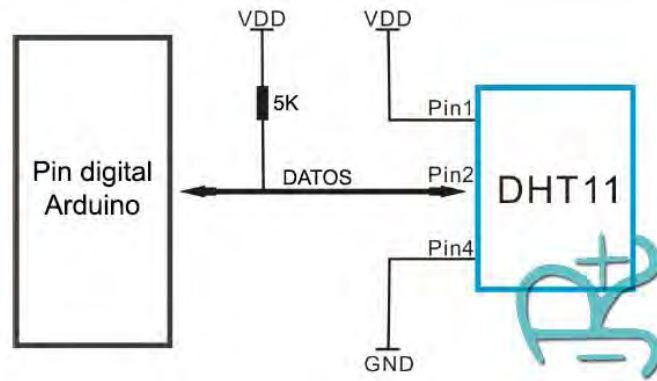 VDD
VDD
5K
Pin1
Pin digital
Arduino
DATOS
Pin2
DHT11
Pin4
GND